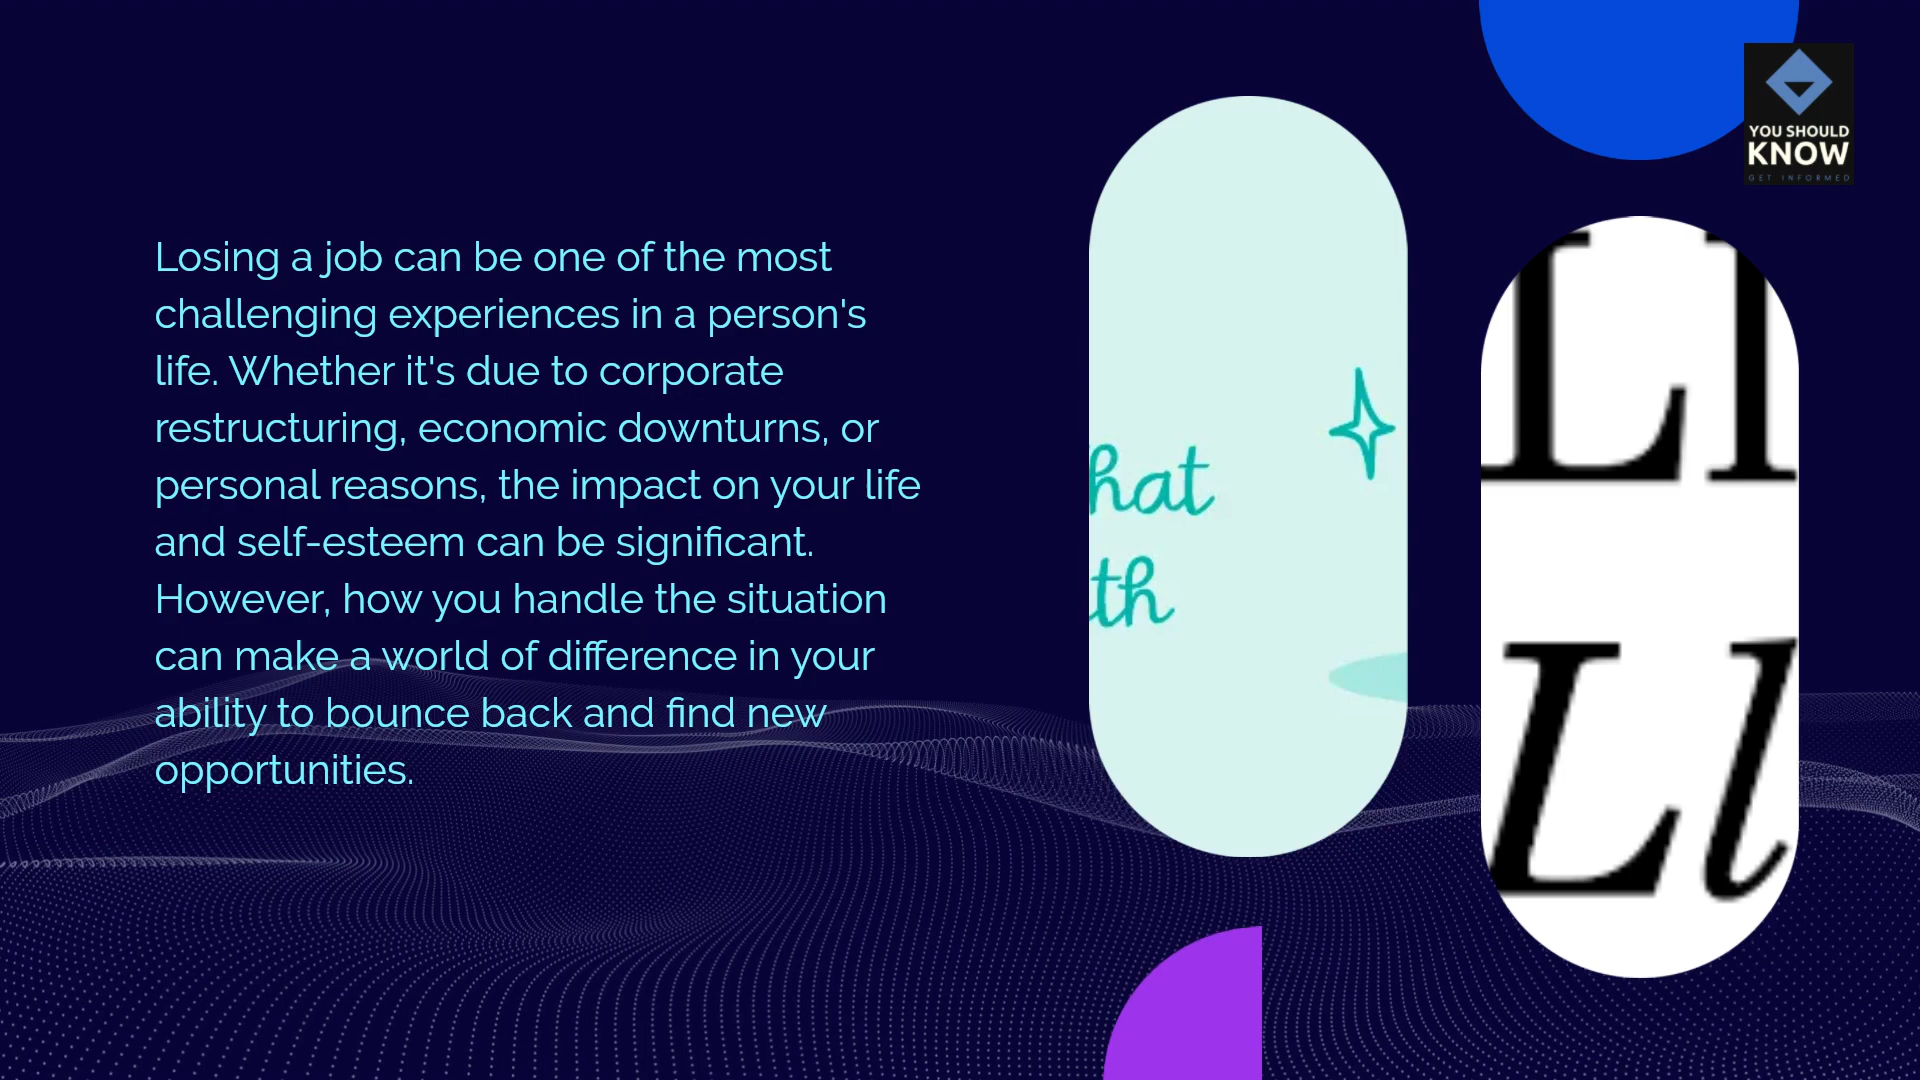 Losing a job can be one of the most
challenging experiences in a person's
life. Whether it's due to corporate
restructuring, economic downturns, or
personal reasons, the impact on your life
and self-esteem can be significant.
However, how you handle the situation
can make a world of difference in your
ability to bounce back and find new
opportunities.
hat
th
Ll
Ll
YOU SHOULD
KNOW
GET INFORMED